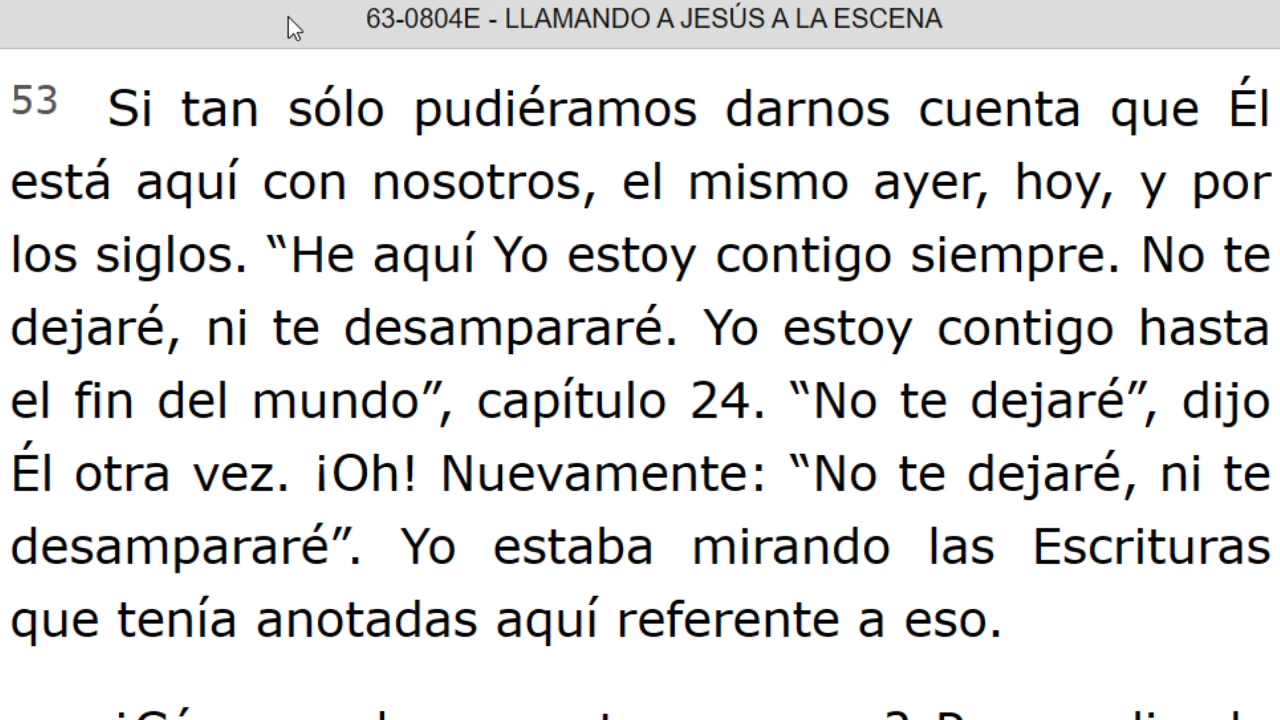 63-0804E - LLAMANDO A JESÚS A LA ESCENA
53 Si tan sólo pudiéramos darnos cuenta que Él
está aquí con nosotros, el mismo ayer, hoy, y por
los siglos. “He aquí Yo estoy contigo siempre. No te
dejaré, ni te desampararé. Yo estoy contigo hasta
el fin del mundo”, capítulo 24. “No te dejaré”, dijo
Él otra vez. ¡Oh! Nuevamente: “No te dejaré, ni te
desampararé”. Yo estaba mirando las Escrituras
que tenía anotadas aquí referente a eso.